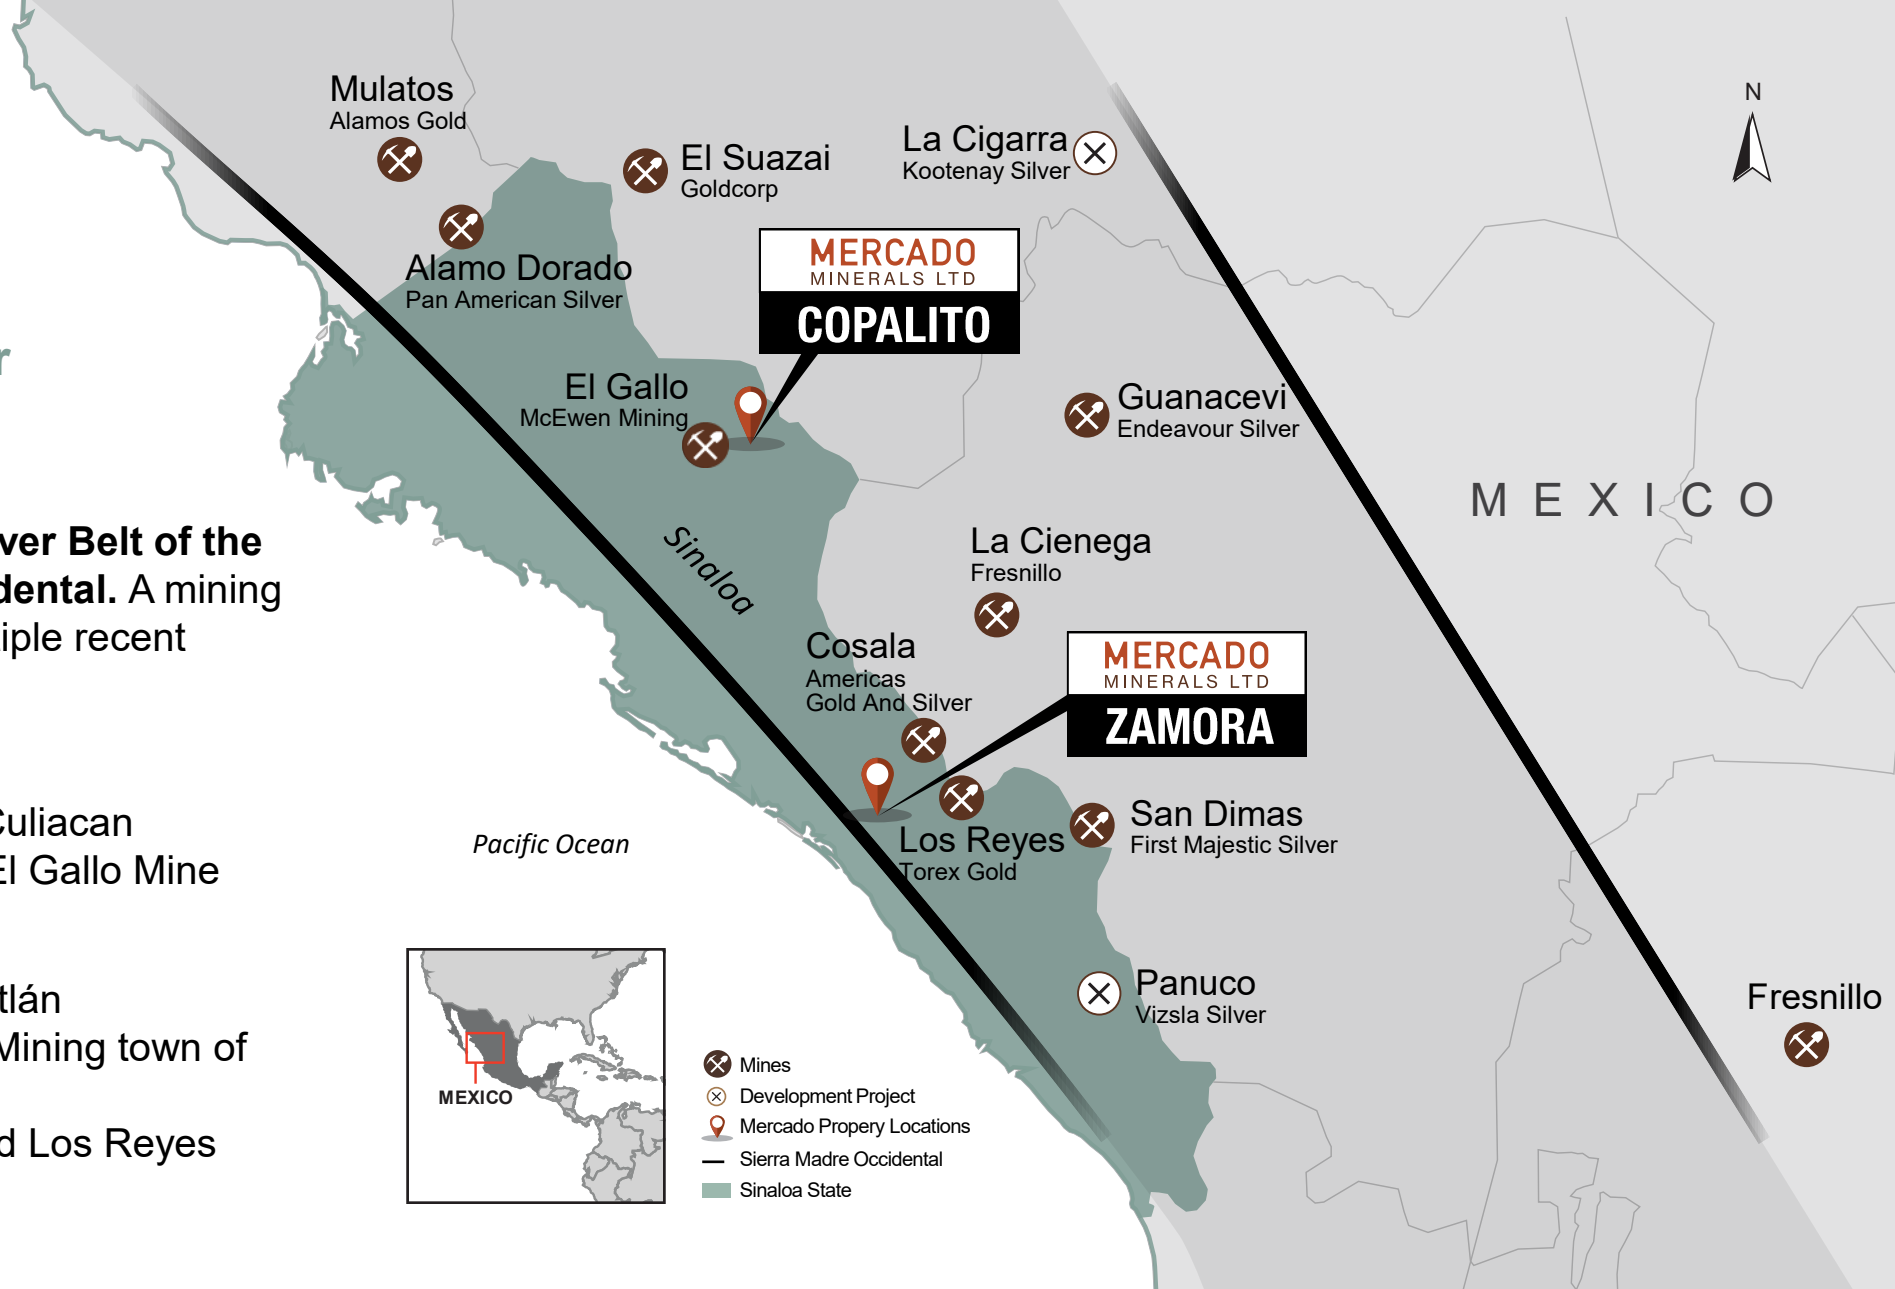 Mulatos
Alamos Gold
El Suazai
Goldcorp
La Cigarra
Kootenay Silver
N
Alamo Dorado
Pan American Silver
MERCADO
MINERALS LTD
COPALITO
r
El Gallo
McEwen Mining
Guanacevi
Endeavour Silver
MEXICO
ver Belt of the
dental. A mining
iple recent
Sinaloa
La Cienega
Fresnillo
Cosala
Americas
Gold And Silver
MERCADO
MINERALS LTD
ZAMORA
Culiacan
El Gallo Mine
Pacific Ocean
Los Reyes
Torex Gold
San Dimas
First Majestic Silver
tlán
Mining town of
d Los Reyes
Panuco
Vizsla Silver
Fresnillo
MEXICO
Mines
Development Project
Mercado Propery Locations
Sierra Madre Occidental
Sinaloa State